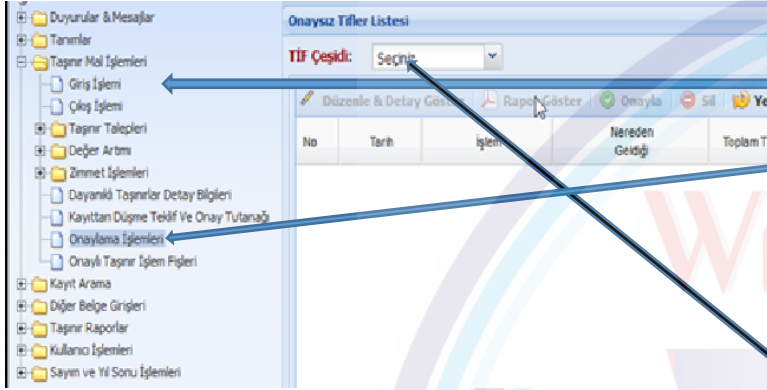 Duyurular & Mesajlar
Tanımlar
Taşınır Mal İşlemleri
Giriş İşlemi
Çıkış İşlemi
Taşınır Talepleri
Değer Artımı
Zimmet İşlemleri
Dayanıklı Taşınırlar Detay Bilgileri
Kayıttan Düşme Teklif Ve Onay Tutanağı
Onaylama İşlemleri
Onaylı Taşınır İşlem Fişleri
Kayıt Arama
Diğer Belge Girişleri
Taşınır Raporlar
Kullanıcı İşlemleri
Sayım ve Yıl Sonu İşlemleri
Onaysız Tifler Listesi
TİF Çeşidi: Seçiniz
Düzenle & Detay Göster Rapor Göster Onayla Sil Ye
No Tarih İşlem Nereden Geldiği Toplam T